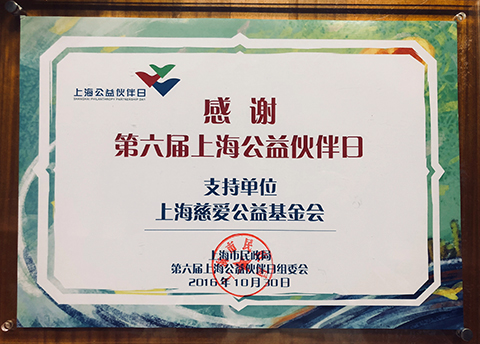 上海公益伙伴日
SHANGHAI PHILANTHROPY PARTNERSHIP DAY
感谢
第六届上海公益伙伴日
支持单位
上海慈爱公益基金会
上海市民政局
第六届上海公益伙伴日组委会
2016年10月30日